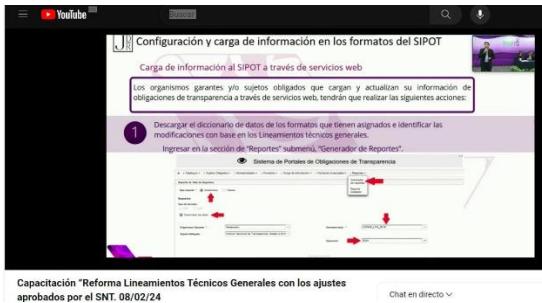 YouTube
Buscar
Configuración y carga de información en los formatos del SIPOT
Carga de información al SIPOT a través de servicios web
Los organismos garantes y/o sujetos obligados que cargan y actualizan su información de
obligaciones de transparencia a través de servicios web, tendrán que realizar las siguientes acciones:
1
Descargar el diccionario de datos de los formatos que tienen asignados e identificar las
modificaciones con base en los Lineamientos técnicos generales.
Ingresar en la sección de "Reportes" submenú, "Generador de Reportes".
Sistema de Portales de Obligaciones de Transparencia
Capacitación "Reforma Lineamientos Técnicos Generales con los ajustes
aprobados por el SNT. 08/02/24
Chat en directo